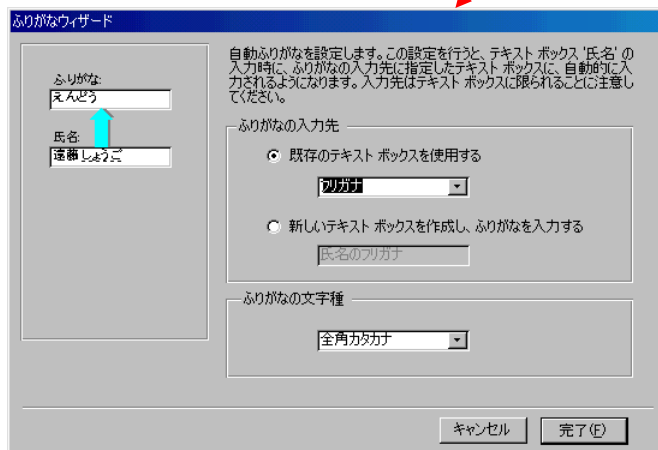 ふりがなウィザード
ふりがな:
えんどう
氏名:
遠藤しょうご
自動ふりがなを設定します。この設定を行うと、テキスト ボックス '氏名' の
入力時に、ふりがなの入力先に指定したテキスト ボックスに、自動的に入
力されるようになります。入力先はテキスト ボックスに限られることに注意し
てください。
ふりがなの入力先
既存のテキスト ボックスを使用する
フリガナ
新しいテキスト ボックスを作成し、ふりがなを入力する
氏名のフリガナ
ふりがなの文字種
全角カタカナ
キャンセル
完了(F)